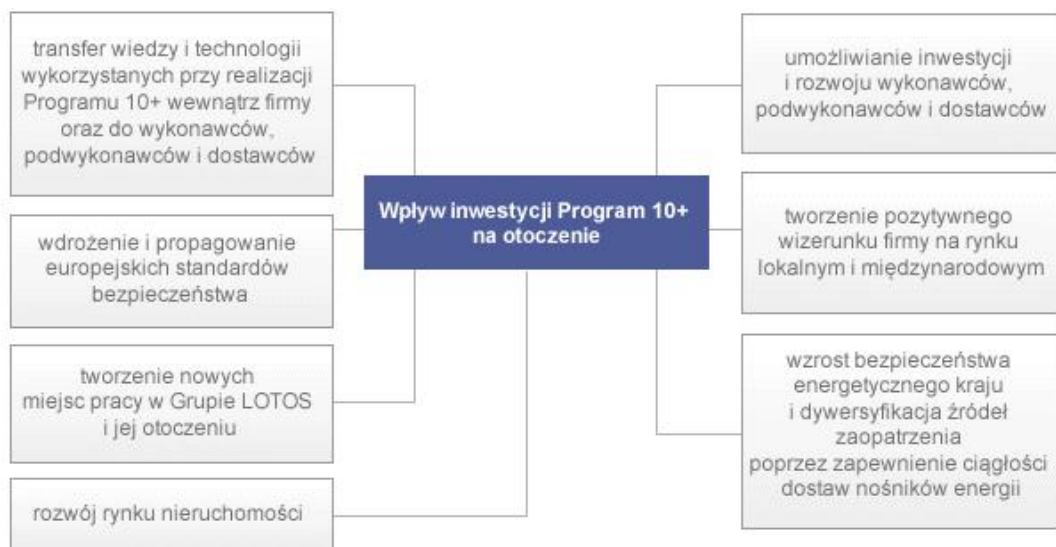 transfer wiedzy i technologii
wykorzystanych przy realizacji
Programu 10+ wewnątrz firmy
oraz do wykonawców,
podwykonawców i dostawców
wdrożenie i propagowanie
europejskich standardów
bezpieczeństwa
tworzenie nowych
miejsc pracy w Grupie LOTOS
i jej otoczeniu
rozwój rynku nieruchomości
Wpływ inwestycji Program 10+
na otoczenie
umożliwianie inwestycji
i rozwoju wykonawców,
podwykonawców i dostawców
tworzenie pozytywnego
wizerunku firmy na rynku
lokalnym i międzynarodowym
wzrost bezpieczeństwa
energetycznego kraju
i dywersyfikacja źródeł
zaopatrzenia
poprzez zapewnienie ciągłości
dostaw nośników energii